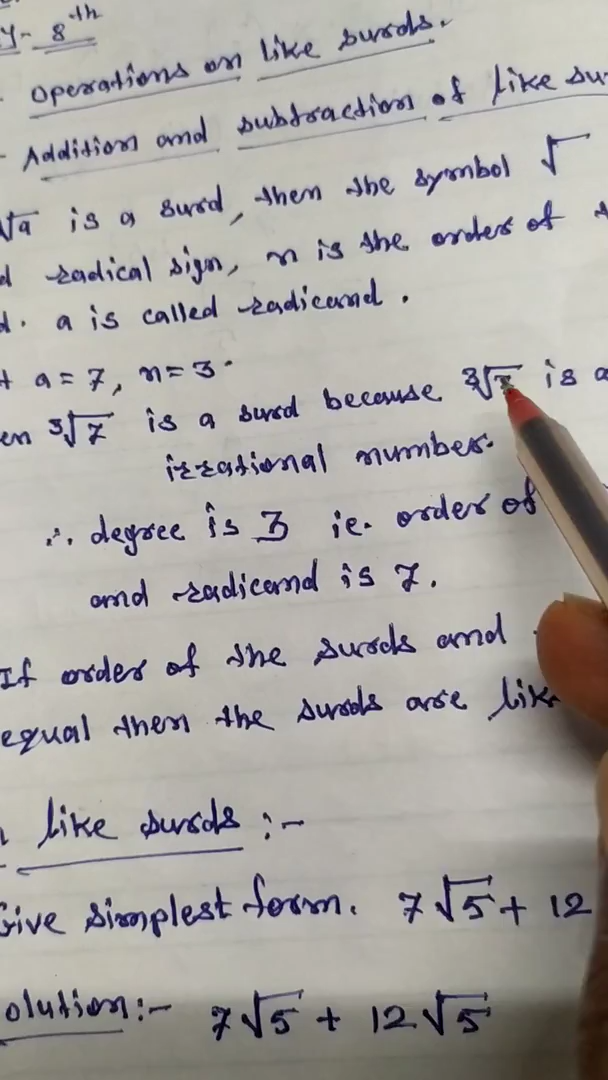 8th
Operations on like surds.
Addition and subtraction of like
√a is a surd, then the symbol √
radical sign, n is the order of
a is called radicand.
a = 7, n = 3.
∛7 is a surd because ∛7 is
irrational number.
∴ degree is 3 ie. order of
and radicand is 7.
If order of the surds and
equal then the surds are
like surds :-
Give simplest form. 7√5 + 12
Solution :- 7√5 + 12√5